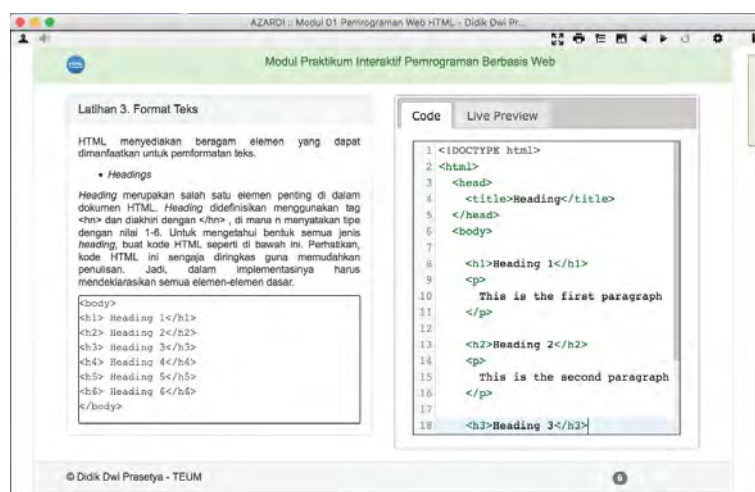 AZARDI :: Modul 01 Pemrograman Web HTML - Didik Dwi Pr...
Modul Praktikum Interaktif Pemrograman Berbasis Web
Latihan 3. Format Teks
HTML menyediakan beragam elemen yang dapat
dimanfaatkan untuk pemformatan teks.
• Headings
Heading merupakan salah satu elemen penting di dalam
dokumen HTML. Heading didefinisikan menggunakan tag
<hn> dan diakhiri dengan </hn> , di mana n menyatakan tipe
dengan nilai 1-6. Untuk mengetahui bentuk semua jenis
heading, buat kode HTML seperti di bawah ini. Perhatikan,
kode HTML ini sengaja diringkas guna memudahkan
penulisan. Jadi, dalam implementasinya harus
mendeklarasikan semua elemen-elemen dasar.
<body>
<h1> Heading 1</h1>
<h2> Heading 2</h2>
<h3> Heading 3</h3>
<h4> Heading 4</h4>
<h5> Heading 5</h5>
<h6> Heading 6</h6>
</body>
Code Live Preview
1 <!DOCTYPE html>
2 <html>
3 <head>
4 <title>Heading</title>
5 </head>
6 <body>
7
8 <h1>Heading 1</h1>
9 <p>
10 This is the first paragraph
11 </p>
12
13 <h2>Heading 2</h2>
14 <p>
15 This is the second paragraph
16 </p>
17
18 <h3>Heading 3</h3>
© Didik Dwi Prasetya - TEUM